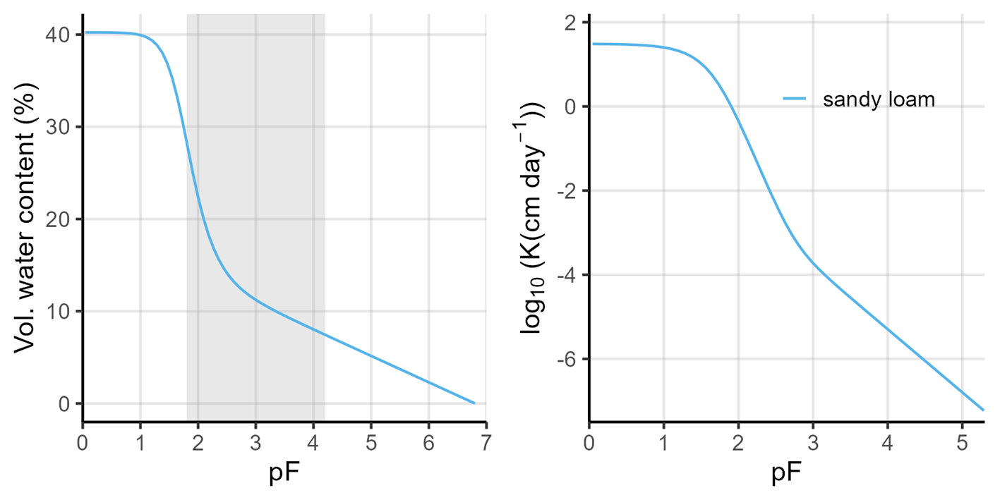 Vol. water content (%)
40
30
20
10
0
0 1 2 3 4 5 6 7
pF
log10 (K(cm day−1))
2
0
-2
-4
-6
sandy loam
0 1 2 3 4 5
pF